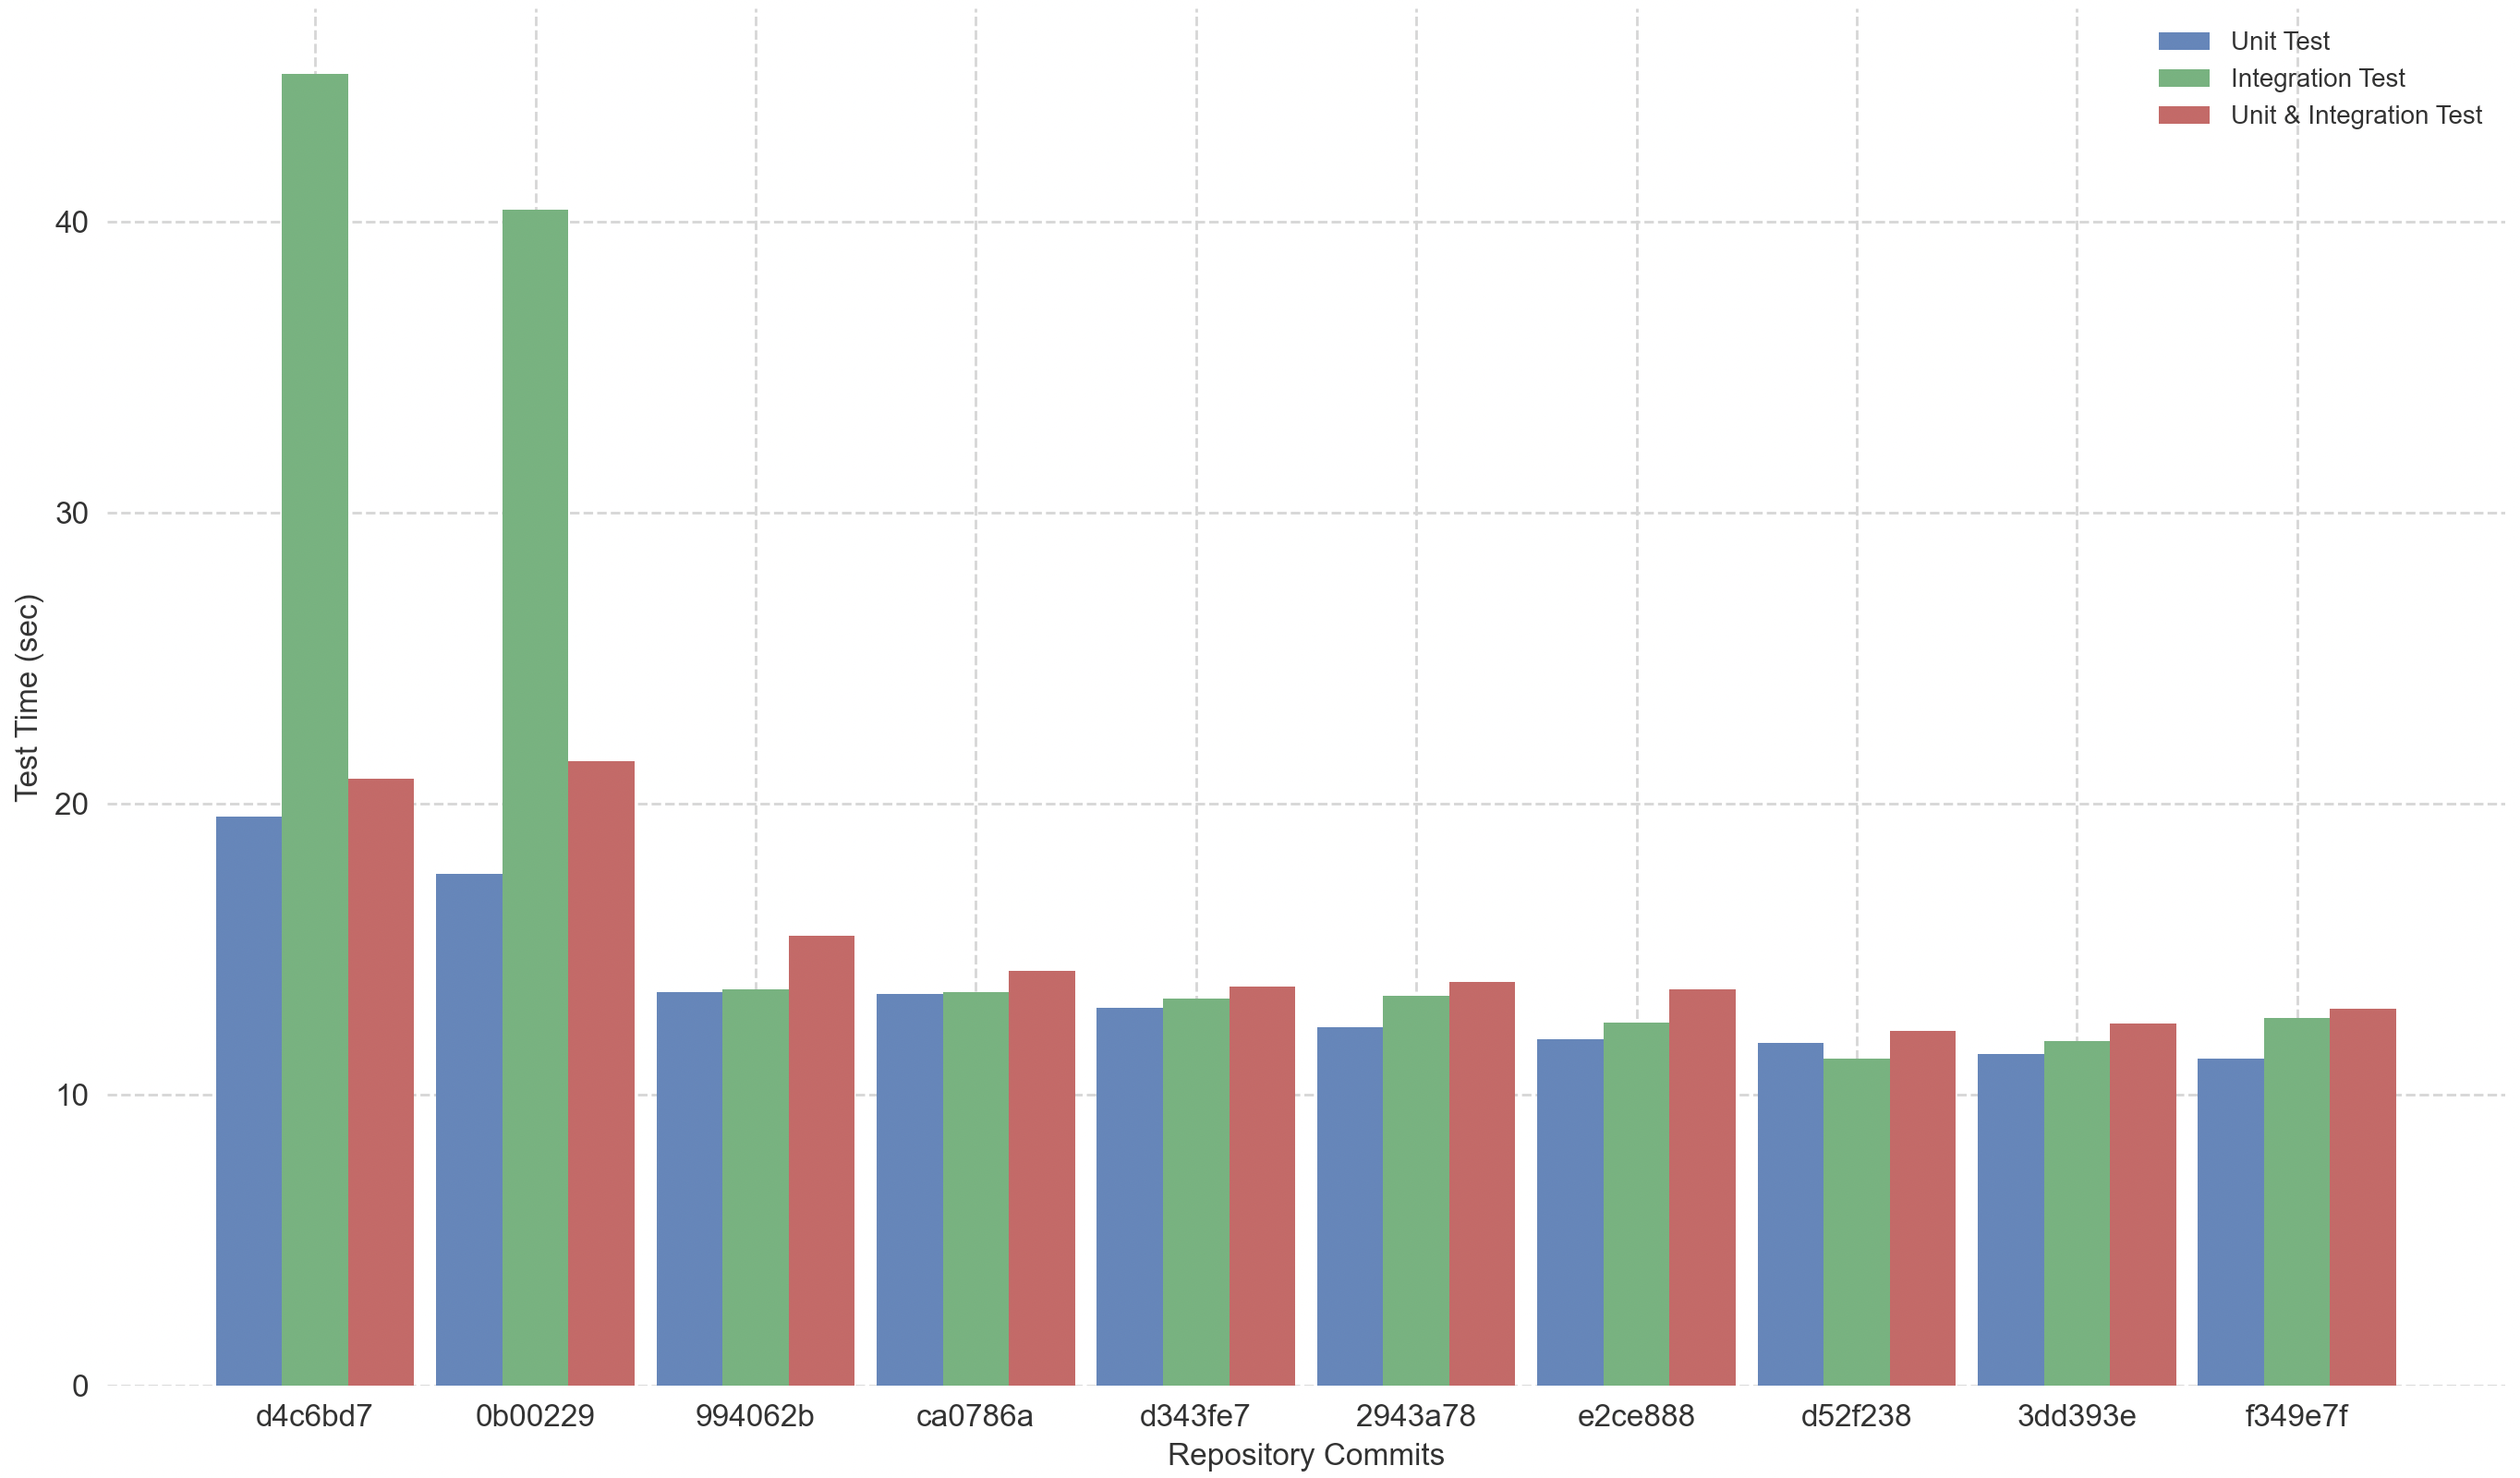 Unit Test
Integration Test
Unit & Integration Test
Test Time (sec)
40
30
20
10
0
d4c6bd7 0b00229 994062b ca0786a d343fe7 2943a78 e2ce888 d52f238 3dd393e f349e7f
Repository Commits